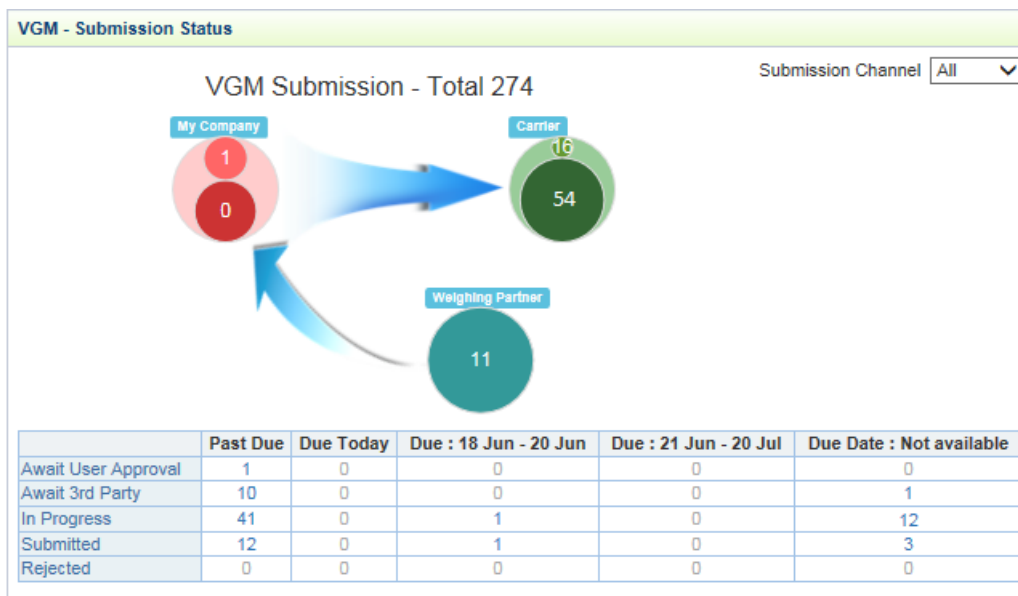 VGM - Submission Status
Submission Channel All
VGM Submission - Total 274
My Company
Carrier
1
16
0
54
Weighing Partner
11
Past Due Due Today Due : 18 Jun - 20 Jun Due : 21 Jun - 20 Jul Due Date : Not available
Await User Approval 1 0 0 0 0
Await 3rd Party 10 0 0 0 1
In Progress 41 0 1 0 12
Submitted 12 0 1 0 3
Rejected 0 0 0 0 0